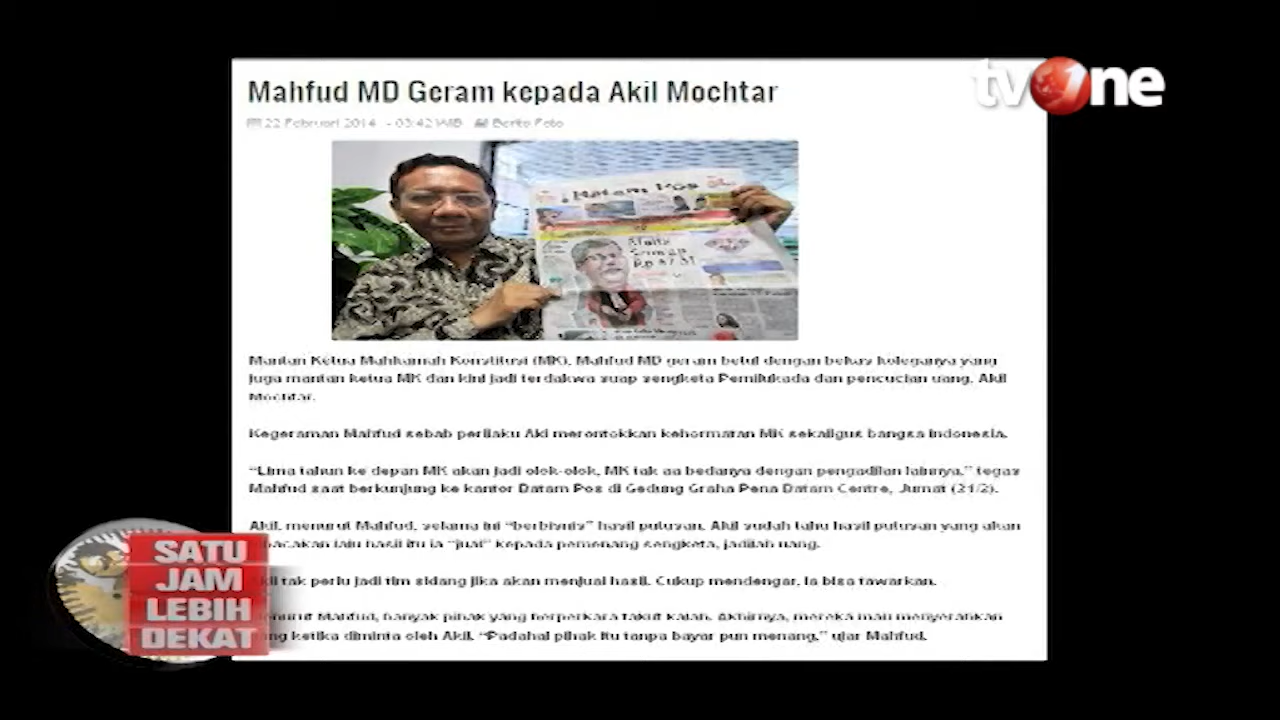 tvOne
Mahfud MD Geram kepada Akil Mochtar
22 Februari 2014 - 03:42 WIB Berita Foto
Batam Pos
Mantan Ketua Mahkamah Konstitusi (MK), Mahfud MD geram betul dengan bekas koleganya yang
juga mantan ketua MK dan kini jadi terdakwa suap sengketa Pemilukada dan pencucian uang, Akil
Mochtar.
Kegeraman Mahfud sebab perilaku Akil merontokkan kehormatan MK sekaligus bangsa Indonesia.
“Lima tahun ke depan MK akan jadi olok-olok. MK tak aa bedanya dengan pengadilan lainnya,” tegas
Mahfud saat berkunjung ke kantor Batam Pos di Gedung Graha Pena Batam Centre, Jumat (21/2).
Akil, menurut Mahfud, selama ini “berbisnis” hasil putusan. Akil sudah tahu hasil putusan yang akan
lalu hasil itu ia “jual” kepada pemenang sengketa, jadilah uang.
tak perlu jadi tim sidang jika akan menjual hasil. Cukup mendengar, ia bisa tawarkan.
Mahfud, banyak pihak yang berperkara takut kalah. Akhirnya, mereka mau menyerahkan
ketika diminta oleh Akil. “Padahal pihak itu tanpa bayar pun menang,” ujar Mahfud.
SATU
JAM
LEBIH
DEKAT